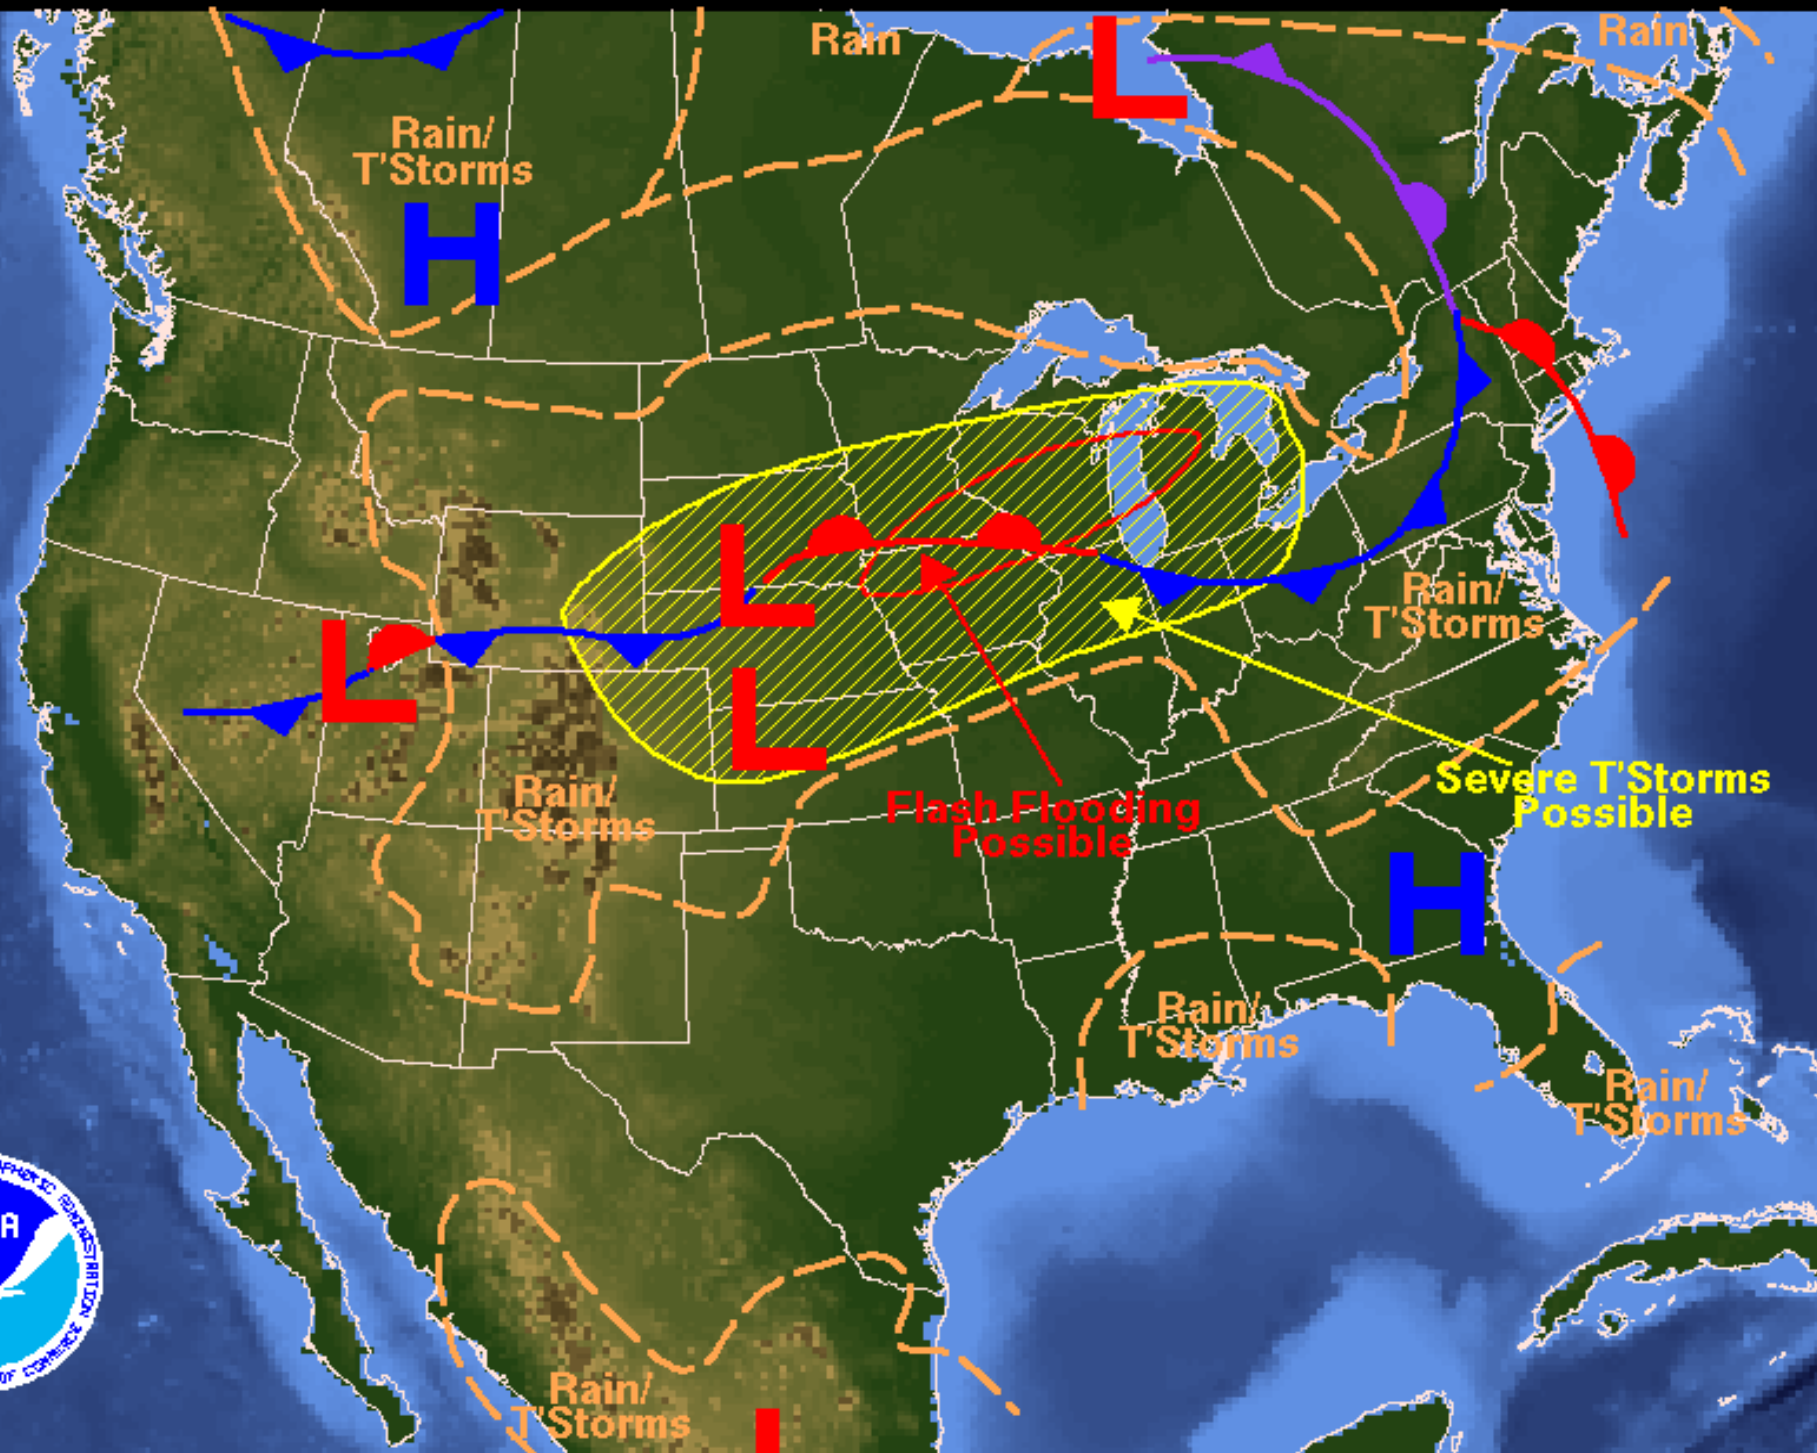 Rain
Rain
Rain/
T'Storms
H
L
L
L
L
Rain/
T'Storms
Rain/
T'Storms
Severe T'Storms
Possible
Flash Flooding
Possible
H
Rain/
T'Storms
Rain/
T'Storms
A
Rain/
T'Storms